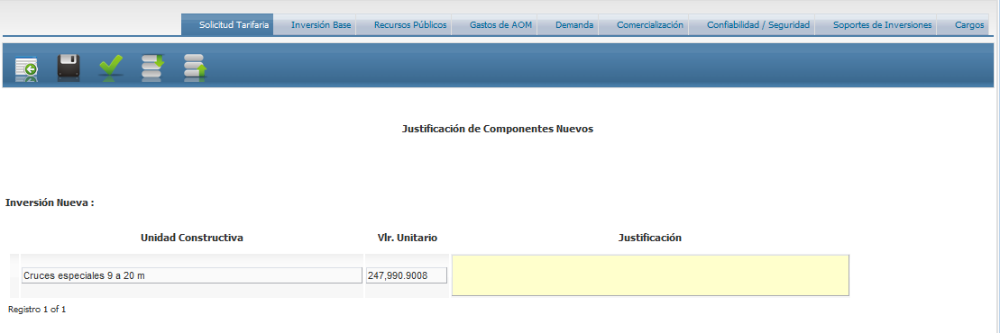 Solicitud Tarifaria Inversión Base Recursos Públicos Gastos de AOM Demanda Comercialización Confiabilidad / Seguridad Soportes de Inversiones Cargos
Justificación de Componentes Nuevos
Inversión Nueva :
Unidad Constructiva Vlr. Unitario Justificación
Cruces especiales 9 a 20 m 247,990.9008
Registro 1 of 1